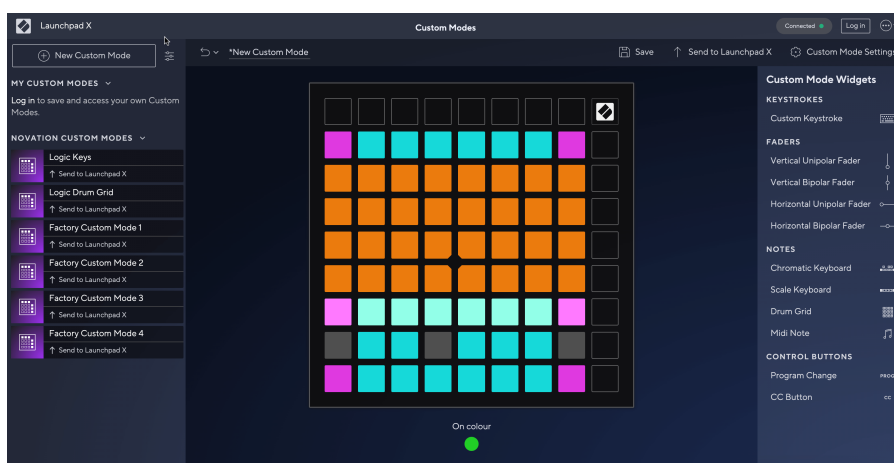 Launchpad X
Custom Modes
Connected
Log in
New Custom Mode
*New Custom Mode
Save
Send to Launchpad X
Custom Mode Settings
MY CUSTOM MODES
Log in to save and access your own Custom
Modes.
NOVATION CUSTOM MODES
Logic Keys
Send to Launchpad X
Logic Drum Grid
Send to Launchpad X
Factory Custom Mode 1
Send to Launchpad X
Factory Custom Mode 2
Send to Launchpad X
Factory Custom Mode 3
Send to Launchpad X
Factory Custom Mode 4
Send to Launchpad X
On colour
Custom Mode Widgets
KEYSTROKES
Custom Keystroke
FADERS
Vertical Unipolar Fader
Vertical Bipolar Fader
Horizontal Unipolar Fader
Horizontal Bipolar Fader
NOTES
Chromatic Keyboard
Scale Keyboard
Drum Grid
Midi Note
CONTROL BUTTONS
Program Change
PROG
CC Button
CC